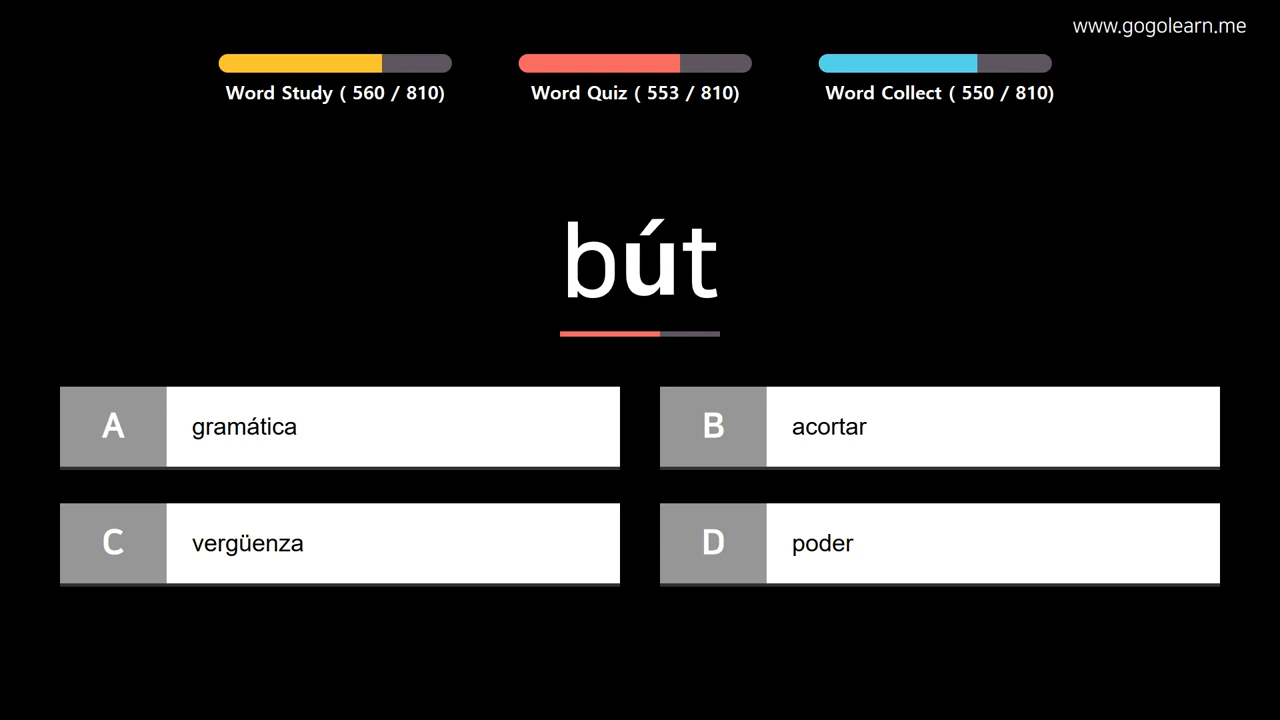 www.gogolearn.me
Word Study ( 560 / 810)
Word Quiz ( 553 / 810)
Word Collect ( 550 / 810)
bút
A gramática
B acortar
C vergüenza
D poder